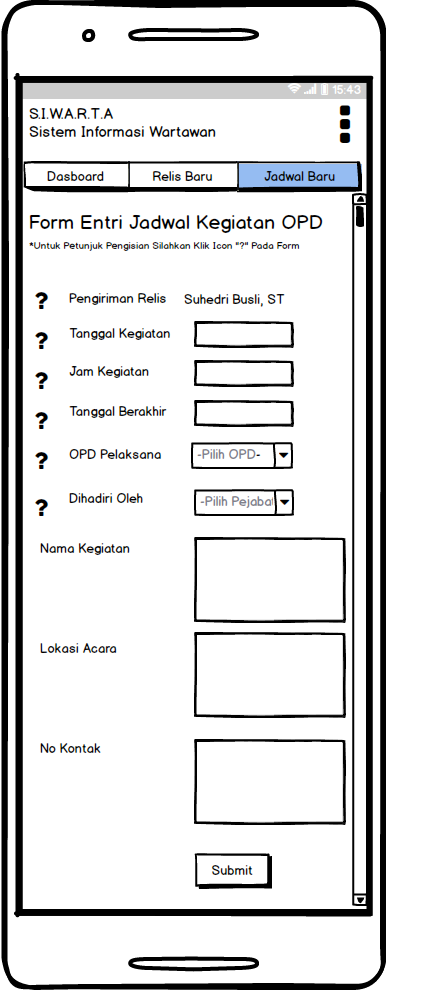 15:43
S.I.W.A.R.T.A
Sistem Informasi Wartawan
Dasboard Relis Baru Jadwal Baru
Form Entri Jadwal Kegiatan OPD
*Untuk Petunjuk Pengisian Silahkan Klik Icon "?" Pada Form
? Pengiriman Relis Suhedri Busli, ST
? Tanggal Kegiatan
? Jam Kegiatan
? Tanggal Berakhir
? OPD Pelaksana -Pilih OPD-
? Dihadiri Oleh -Pilih Pejaba
Nama Kegiatan
Lokasi Acara
No Kontak
Submit